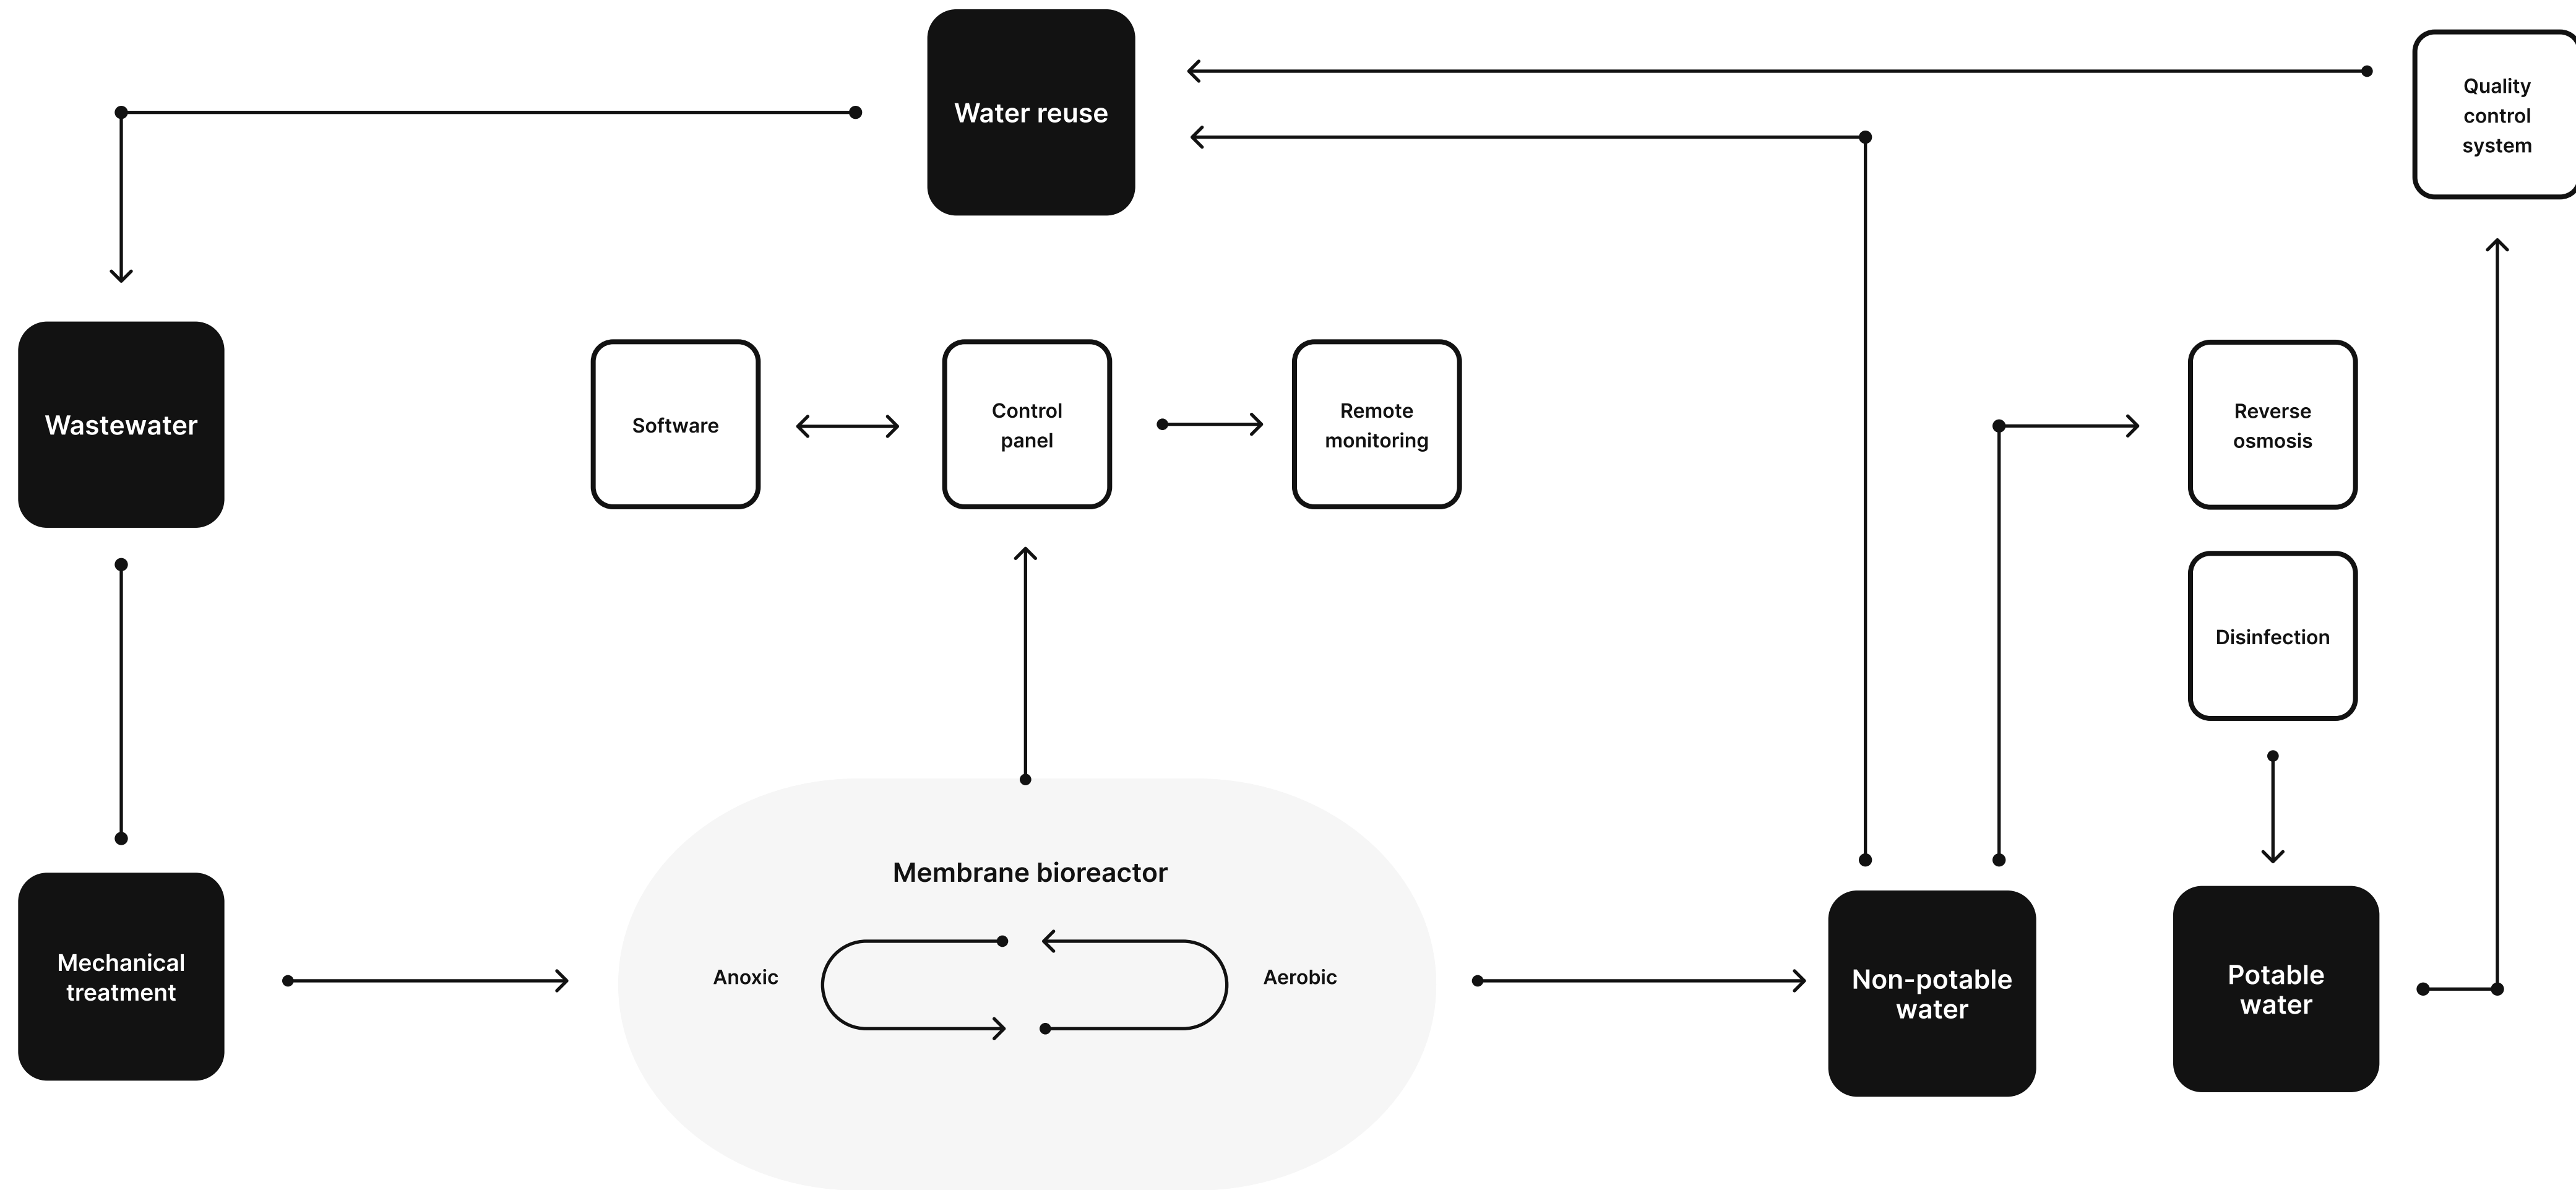 Water reuse
Quality
control
system
Wastewater
Software
Control
panel
Remote
monitoring
Reverse
osmosis
Disinfection
Membrane bioreactor
Mechanical
treatment
Anoxic
Aerobic
Non-potable
water
Potable
water